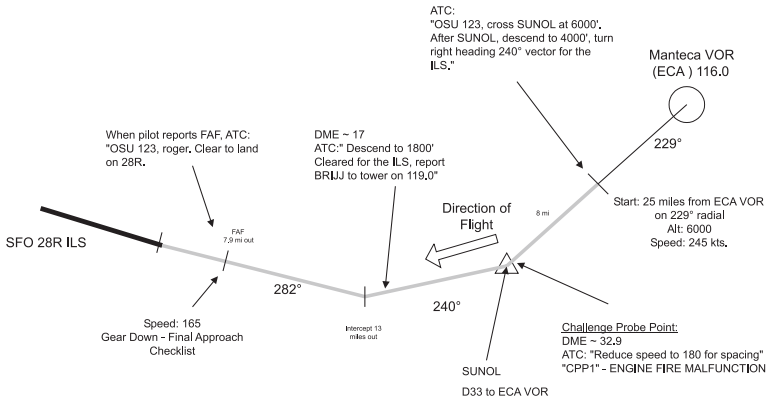 ATC:
"OSU 123, cross SUNOL at 6000'.
After SUNOL, descend to 4000', turn
right heading 240° vector for the
ILS."
Manteca VOR
(ECA ) 116.0
When pilot reports FAF, ATC:
"OSU 123, roger. Clear to land
on 28R.
DME ~ 17
ATC:" Descend to 1800'
Cleared for the ILS, report
BRIJJ to tower on 119.0"
229°
Start: 25 miles from ECA VOR
on 229° radial
Alt: 6000
Speed: 245 kts.
8 mi
Direction of
Flight
FAF
7.9 mi out
SFO 28R ILS
282°
240°
Speed: 165
Gear Down - Final Approach
Checklist
Intercept 13
miles out
SUNOL
D33 to ECA VOR
Challenge Probe Point:
DME ~ 32.9
ATC: "Reduce speed to 180 for spacing"
"CPP1" - ENGINE FIRE MALFUNCTION